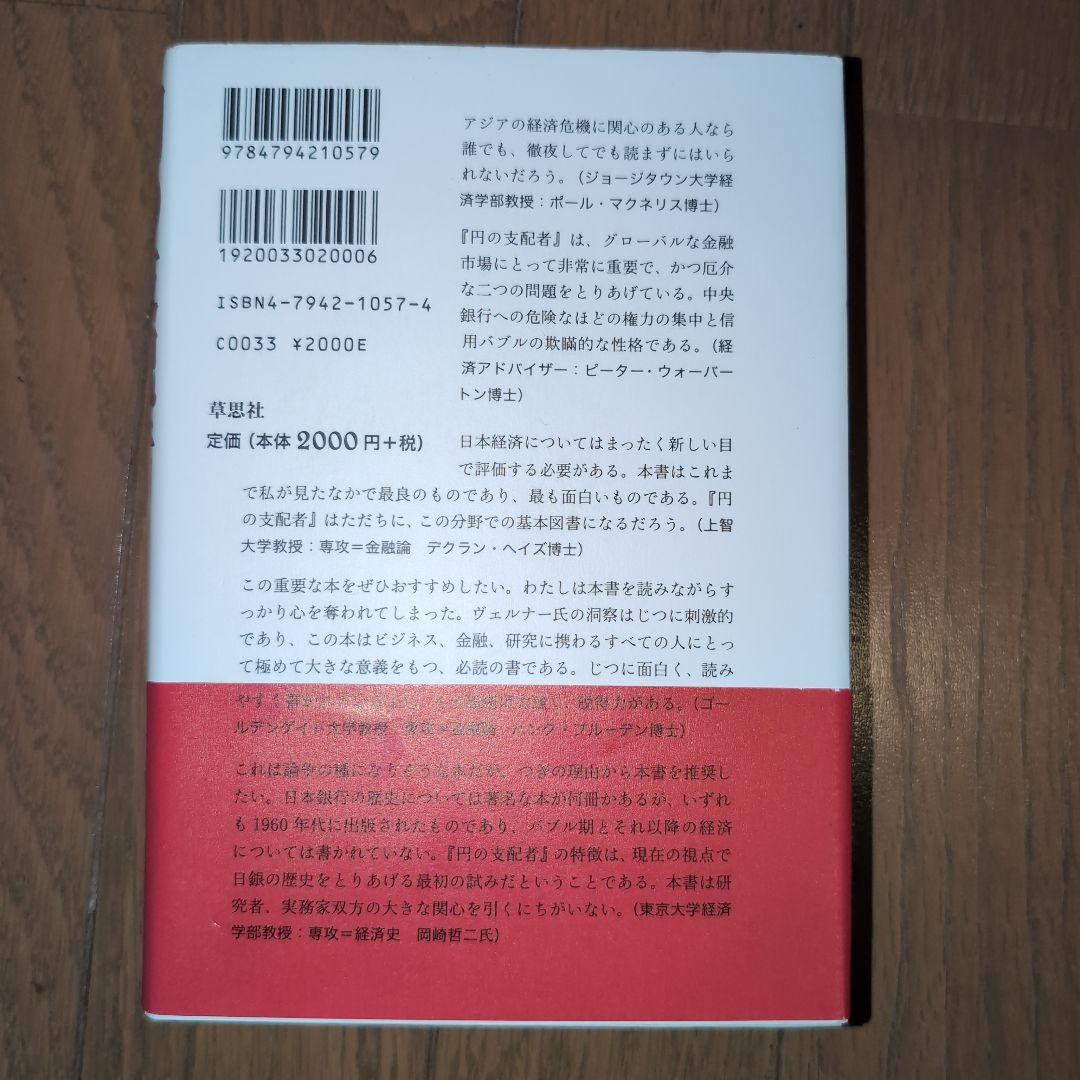 9784794210579
1920033020006
ISBN4-7942-1057-4
C0033 ¥2000E
草思社
定価（本体2000円＋税）
アジアの経済危機に関心のある人なら
誰でも、徹夜してでも読まずにはいら
れないだろう。（ジョージタウン大学経
済学部教授：ポール・マクネリス博士）
『円の支配者』は、グローバルな金融
市場にとって非常に重要で、かつ厄介
な二つの問題をとりあげている。中央
銀行への危険なほどの権力の集中と信
用バブルの欺瞞的な性格である。（経
済アドバイザー：ピーター・ウォーバー
トン博士）
日本経済についてはまったく新しい目
で評価する必要がある。本書はこれま
で私が見たなかで最良のものであり、最も面白いものである。『円
の支配者』はただちに、この分野での基本図書になるだろう。（上智
大学教授：専攻＝金融論　デクラン・ヘイズ博士）
この重要な本をぜひおすすめしたい。わたしは本書を読みながらす
っかり心を奪われてしまった。ヴェルナー氏の洞察はじつに刺激的
であり、この本はビジネス、金融、研究に携わるすべての人にとっ
て極めて大きな意義をもつ、必読の書である。じつに面白く、読み
やすく 説得力がある。（ゴー
ルデンゲイト大学教授 ハンク・プルーデン博士）
これは論争の種になりそうな本だが、つぎの理由から本書を推奨し
たい。日本銀行の歴史については著名な本が何冊かあるが、いずれ
も1960年代に出版されたものであり、バブル期とそれ以降の経済
については書かれていない。『円の支配者』の特徴は、現在の視点で
日銀の歴史をとりあげる最初の試みだということである。本書は研
究者、実務家双方の大きな関心を引くにちがいない。（東京大学経済
学部教授：専攻＝経済史　岡崎哲二氏）